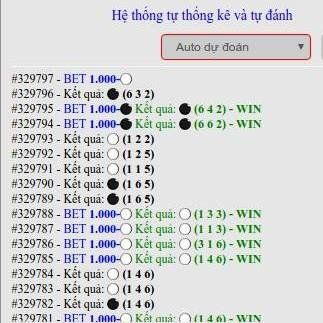 Hệ thống tự thống kê và tự đánh
Auto dự đoán
#329797 - BET 1.000-
#329796 - Kết quả: (6 3 2)
#329795 - BET 1.000- Kết quả: (6 4 2) - WIN
#329794 - BET 1.000- Kết quả: (6 6 2) - WIN
#329793 - Kết quả: (1 2 2)
#329792 - Kết quả: (1 2 5)
#329791 - Kết quả: (1 1 5)
#329790 - Kết quả: (1 6 5)
#329789 - Kết quả: (1 6 5)
#329788 - BET 1.000- Kết quả: (1 3 3) - WIN
#329787 - BET 1.000- Kết quả: (1 1 3) - WIN
#329786 - BET 1.000- Kết quả: (3 1 6) - WIN
#329785 - BET 1.000- Kết quả: (1 4 6) - WIN
#329784 - Kết quả: (1 4 6)
#329783 - Kết quả: (1 4 6)
#329782 - Kết quả: (1 4 6)
#329781 - BET 1.000- Kết quả: (1 4 6) - WIN